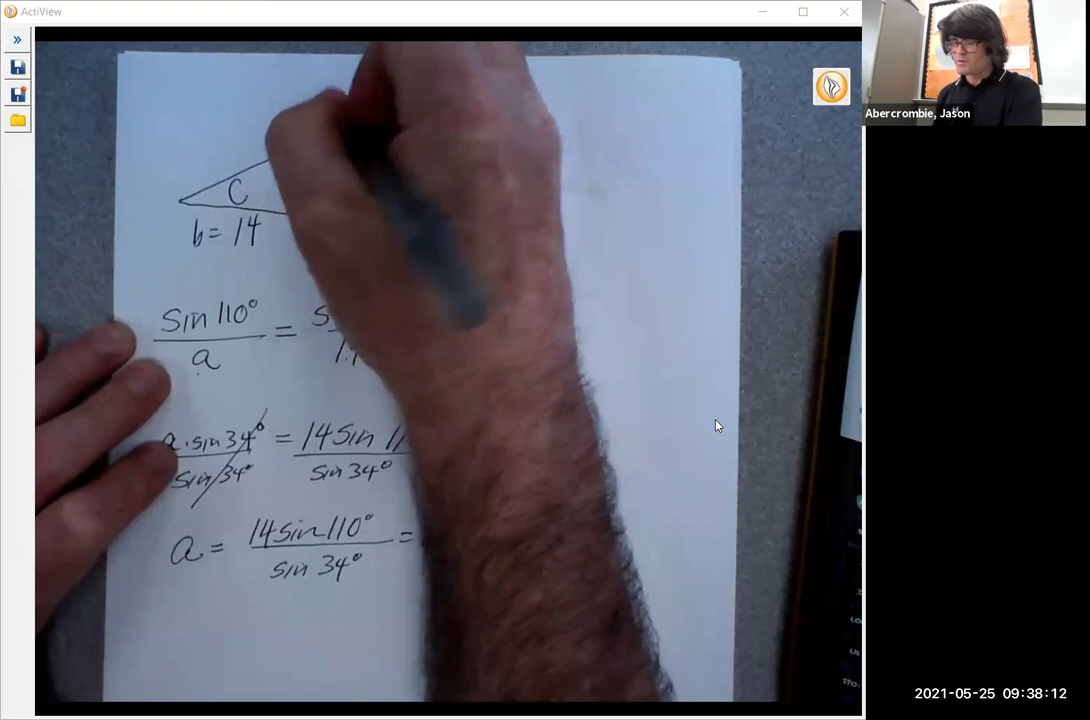 ActiView
Abercrombie, Jason
C
b = 14
sin 110°
a
=
a · sin 34°
sin 34°
= 14 sin
sin 34°
a = 14 sin 110°
sin 34°
=
2021-05-25 09:38:12